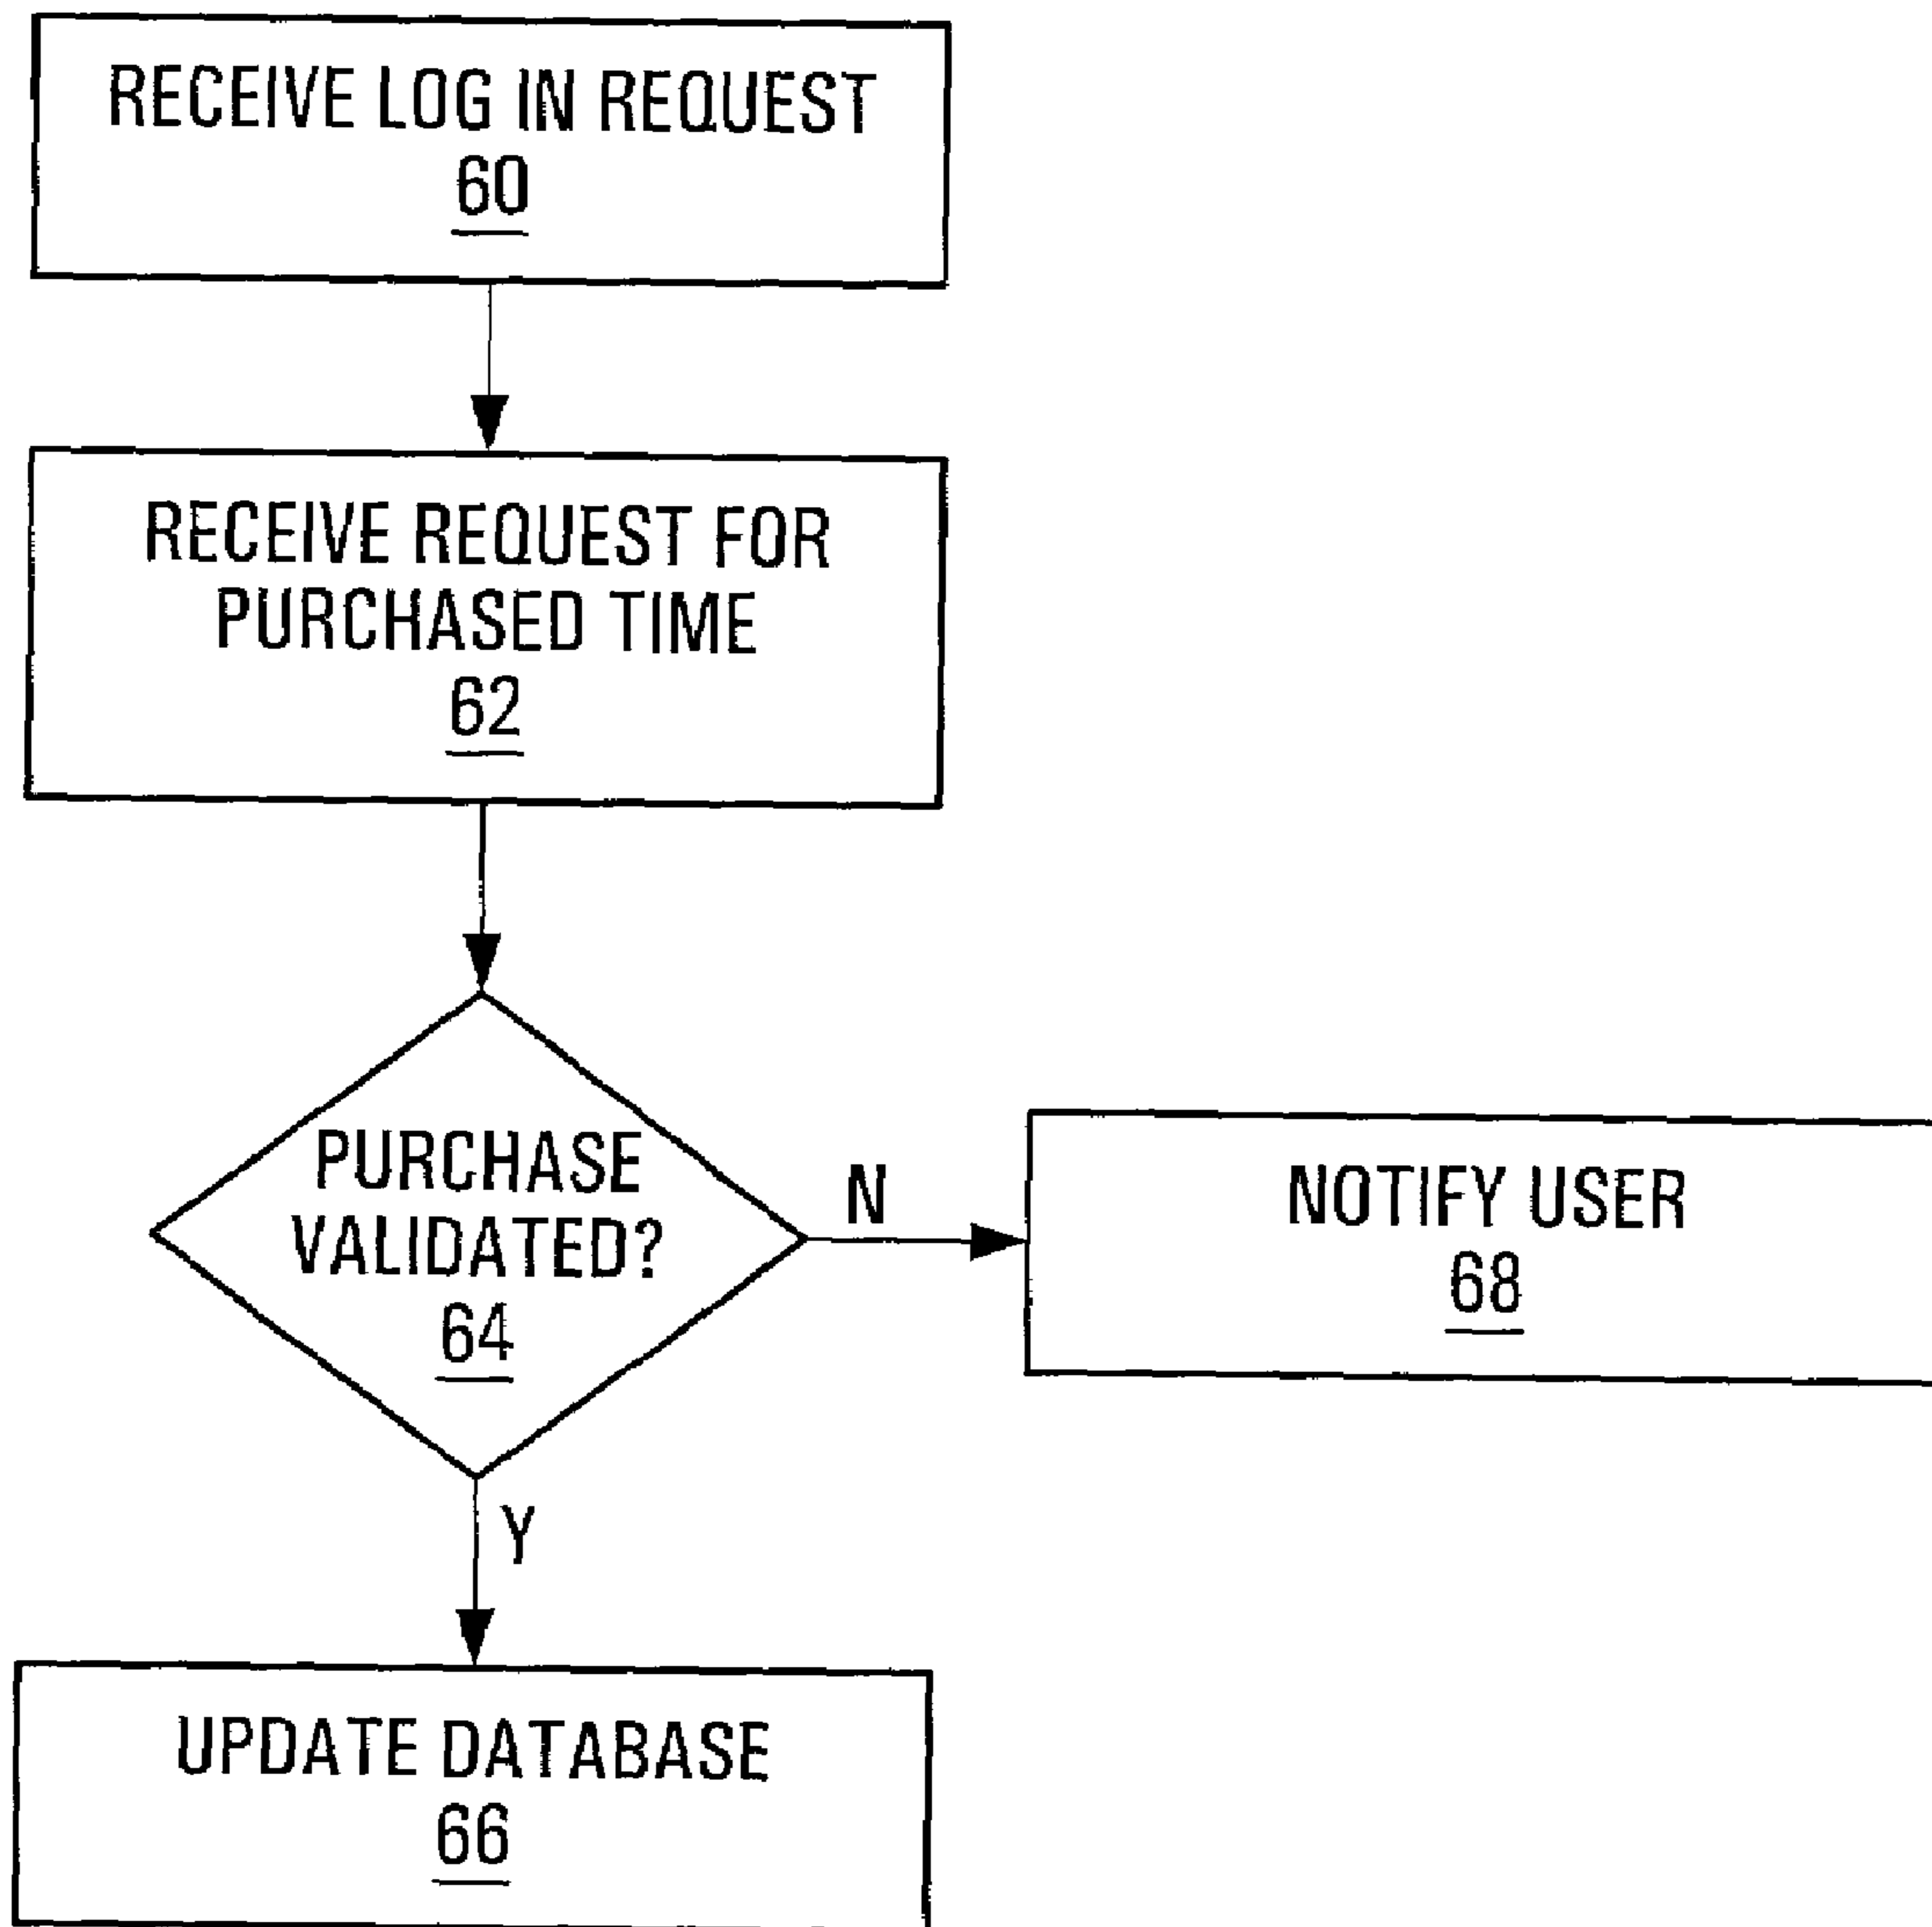 RECEIVE LOG IN REQUEST
60
RECEIVE REQUEST FOR
PURCHASED TIME
62
PURCHASE
VALIDATED?
64
N
NOTIFY USER
68
Y
UPDATE DATABASE
66